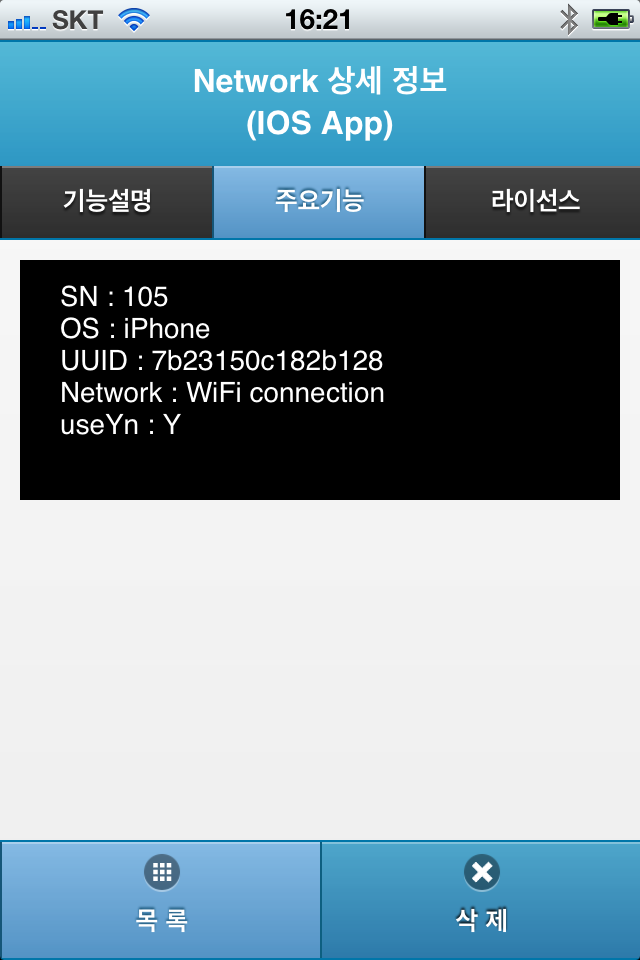 SKT 16:21
Network 상세 정보
(IOS App)
기능설명 주요기능 라이선스
SN : 105
OS : iPhone
UUID : 7b23150c182b128
Network : WiFi connection
useYn : Y
목 록 삭 제